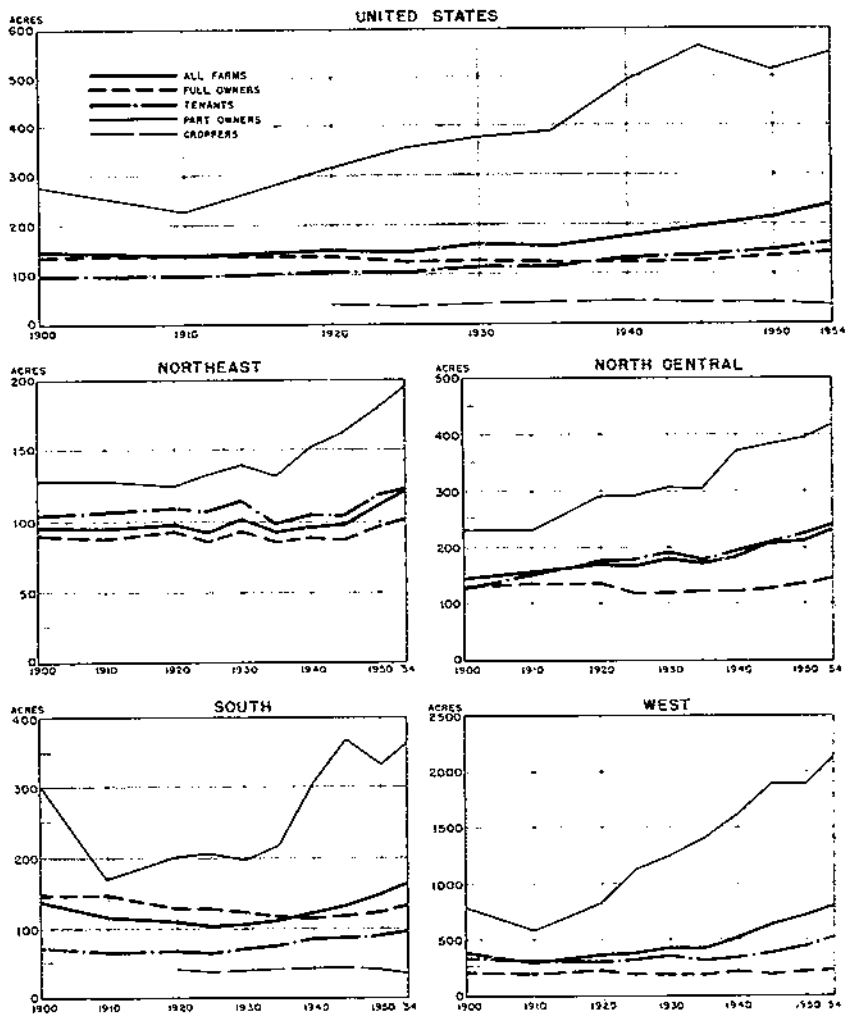 UNITED STATES
ACRES
600
500
400
300
200
100
0
ALL FARMS
FULL OWNERS
TENANTS
PART OWNERS
CROPPERS
1900 1910 1920 1930 1940 1950 1954
NORTHEAST
ACRES
200
150
100
50
0
1900 1910 1920 1930 1940 1950 54
NORTH CENTRAL
ACRES
500
400
300
200
100
0
1900 1910 1920 1930 1940 1950 54
SOUTH
ACRES
400
300
200
100
0
1900 1910 1920 1930 1940 1950 54
WEST
ACRES
2500
2000
1500
1000
500
0
1900 1910 1920 1930 1940 1950 54